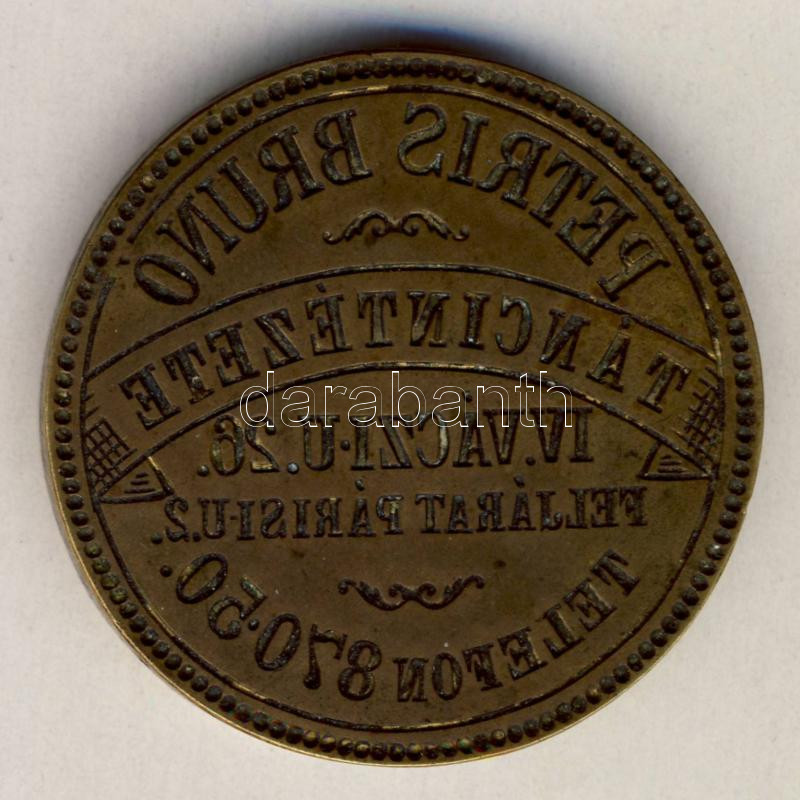 PETRIS BRUNO
TÁNCINTÉZETE
IV. VÁCZI-U. 26.
FELJÁRAT PÁRISI-U.2.
TELEFON 870-50.
darabanth